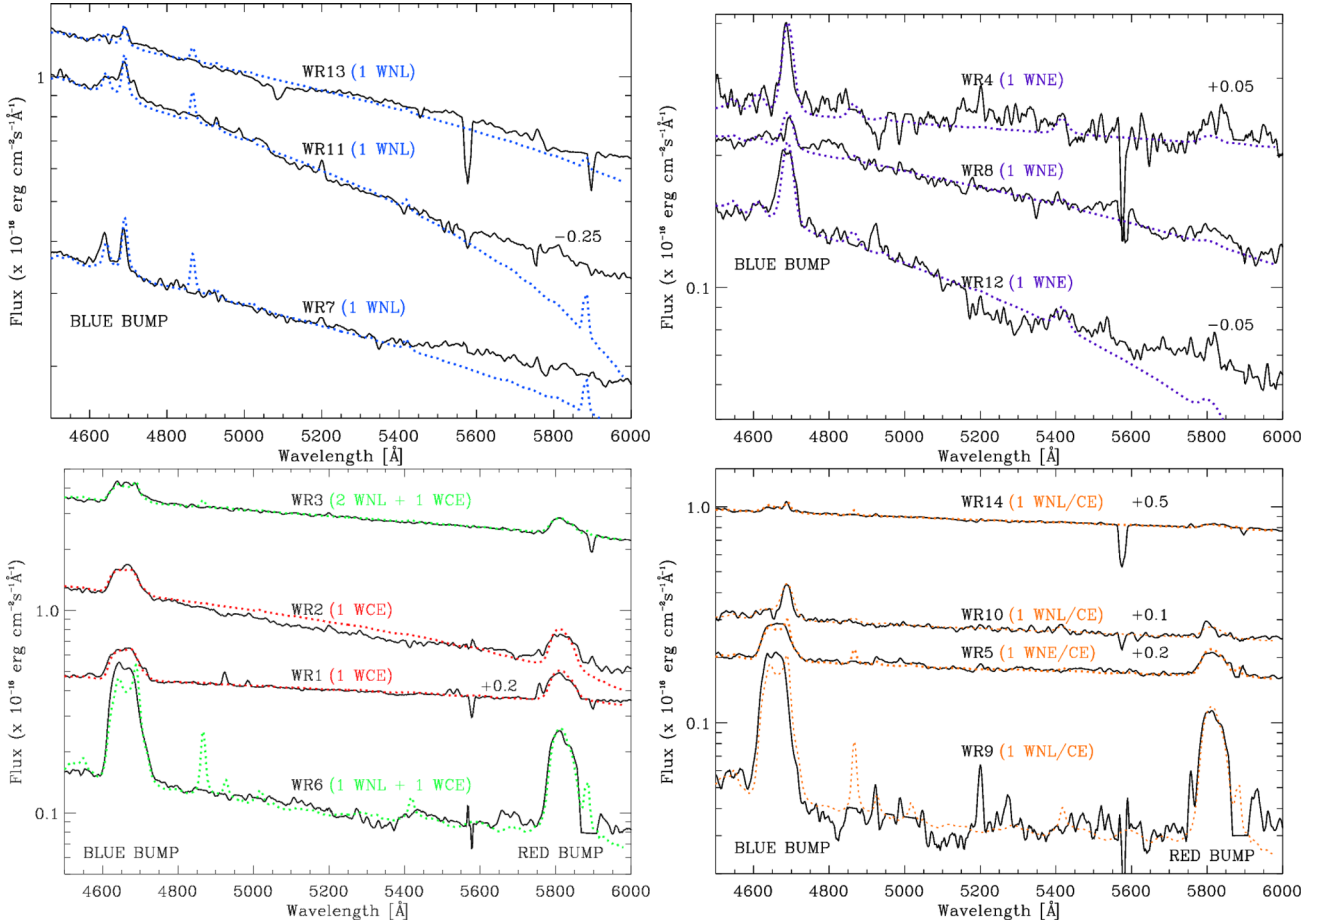 WR13 (1 WNL)
1
WR11 (1 WNL)
−0.25
WR7 (1 WNL)
BLUE BUMP
Flux (x 10⁻¹⁶ erg cm⁻²s⁻¹Å⁻¹)
4600 4800 5000 5200 5400 5600 5800 6000
Wavelength [Å]
WR4 (1 WNE)
+0.05
WR8 (1 WNE)
BLUE BUMP
WR12 (1 WNE)
0.1
−0.05
Flux (x 10⁻¹⁶ erg cm⁻²s⁻¹Å⁻¹)
4600 4800 5000 5200 5400 5600 5800 6000
Wavelength [Å]
WR3 (2 WNL + 1 WCE)
1.0
WR2 (1 WCE)
WR1 (1 WCE)
+0.2
WR6 (1 WNL + 1 WCE)
0.1
BLUE BUMP
RED BUMP
Flux (x 10⁻¹⁶ erg cm⁻²s⁻¹Å⁻¹)
4600 4800 5000 5200 5400 5600 5800 6000
Wavelength [Å]
1.0
WR14 (1 WNL/CE) +0.5
WR10 (1 WNL/CE) +0.1
WR5 (1 WNE/CE) +0.2
0.1
WR9 (1 WNL/CE)
BLUE BUMP
RED BUMP
Flux (x 10⁻¹⁶ erg cm⁻²s⁻¹Å⁻¹)
4600 4800 5000 5200 5400 5600 5800 6000
Wavelength [Å]